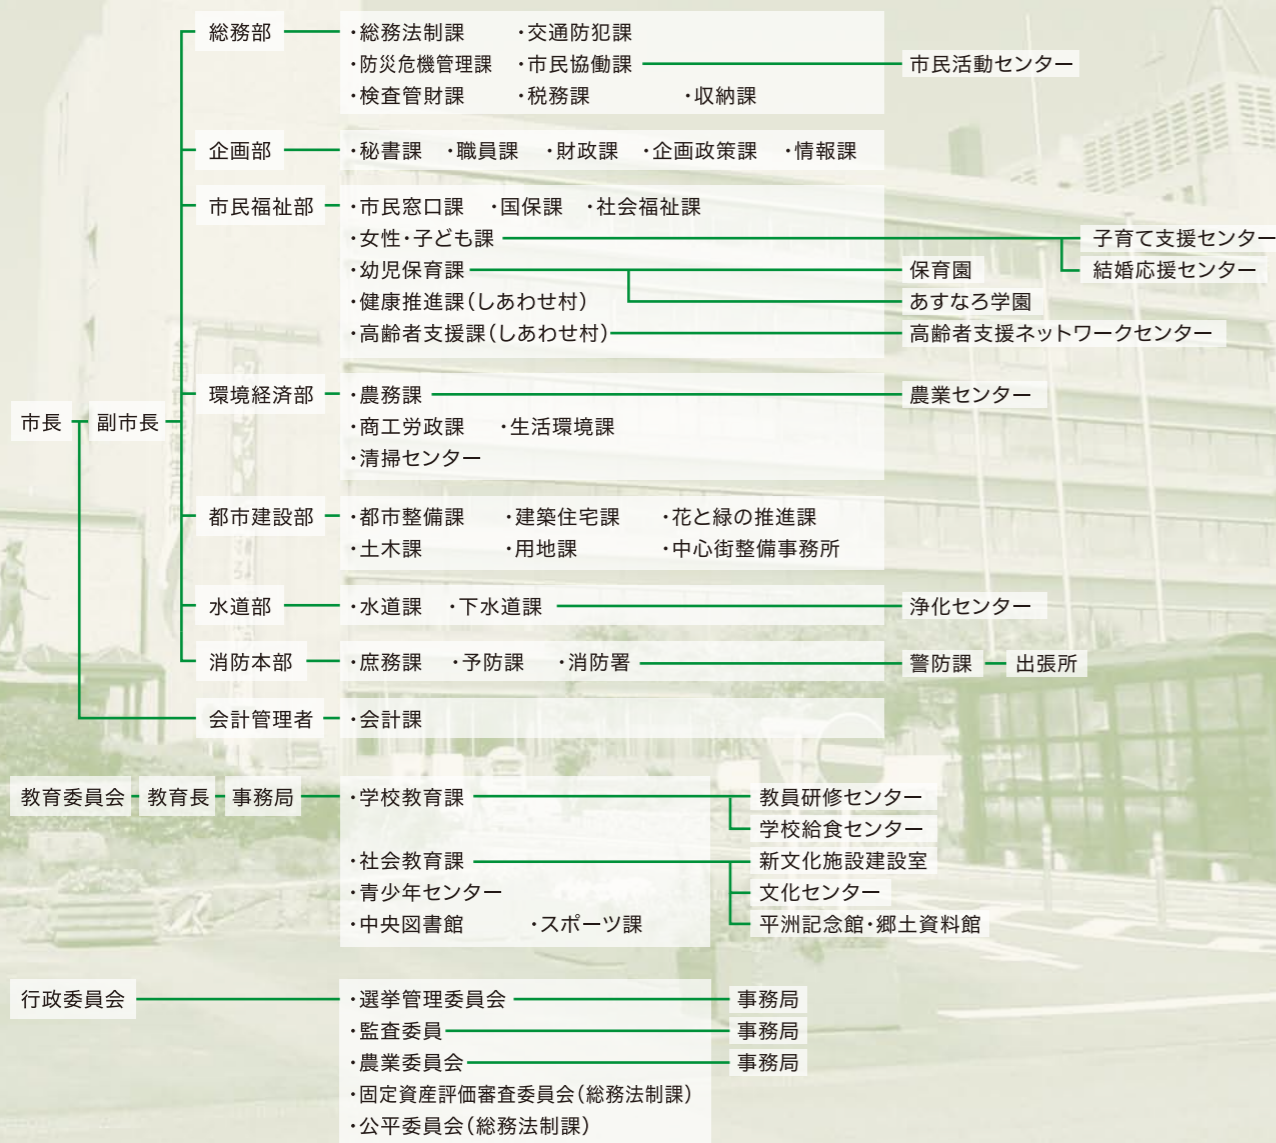 総務部 ・総務法制課 ・交通防犯課
・防災危機管理課 ・市民協働課 市民活動センター
・検査管財課 ・税務課 ・収納課
企画部 ・秘書課 ・職員課 ・財政課 ・企画政策課 ・情報課
市民福祉部 ・市民窓口課 ・国保課 ・社会福祉課
・女性・子ども課 子育て支援センター
・幼児保育課 保育園 結婚応援センター
・健康推進課(しあわせ村) あすなろ学園
・高齢者支援課(しあわせ村) 高齢者支援ネットワークセンター
環境経済部 ・農務課 農業センター
市長 副市長 ・商工労政課 ・生活環境課
・清掃センター
都市建設部 ・都市整備課 ・建築住宅課 ・花と緑の推進課
・土木課 ・用地課 ・中心街整備事務所
水道部 ・水道課 ・下水道課 浄化センター
消防本部 ・庶務課 ・予防課 ・消防署 警防課 出張所
会計管理者 ・会計課
教育委員会 教育長 事務局 ・学校教育課 教員研修センター
学校給食センター
・社会教育課 新文化施設建設室
・青少年センター 文化センター
・中央図書館 ・スポーツ課 平洲記念館・郷土資料館
行政委員会 ・選挙管理委員会 事務局
・監査委員 事務局
・農業委員会 事務局
・固定資産評価審査委員会(総務法制課)
・公平委員会(総務法制課)